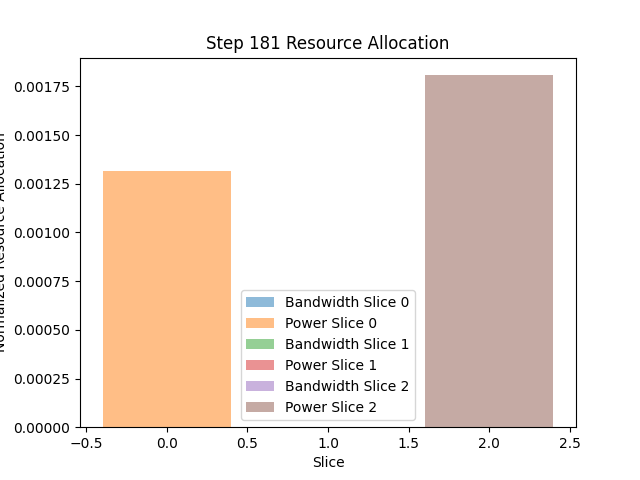 Step 181 Resource Allocation
Normalized Resource Allocation
0.00175
0.00150
0.00125
0.00100
0.00075
0.00050
0.00025
0.00000
Bandwidth Slice 0
Power Slice 0
Bandwidth Slice 1
Power Slice 1
Bandwidth Slice 2
Power Slice 2
−0.5 0.0 0.5 1.0 1.5 2.0 2.5
Slice